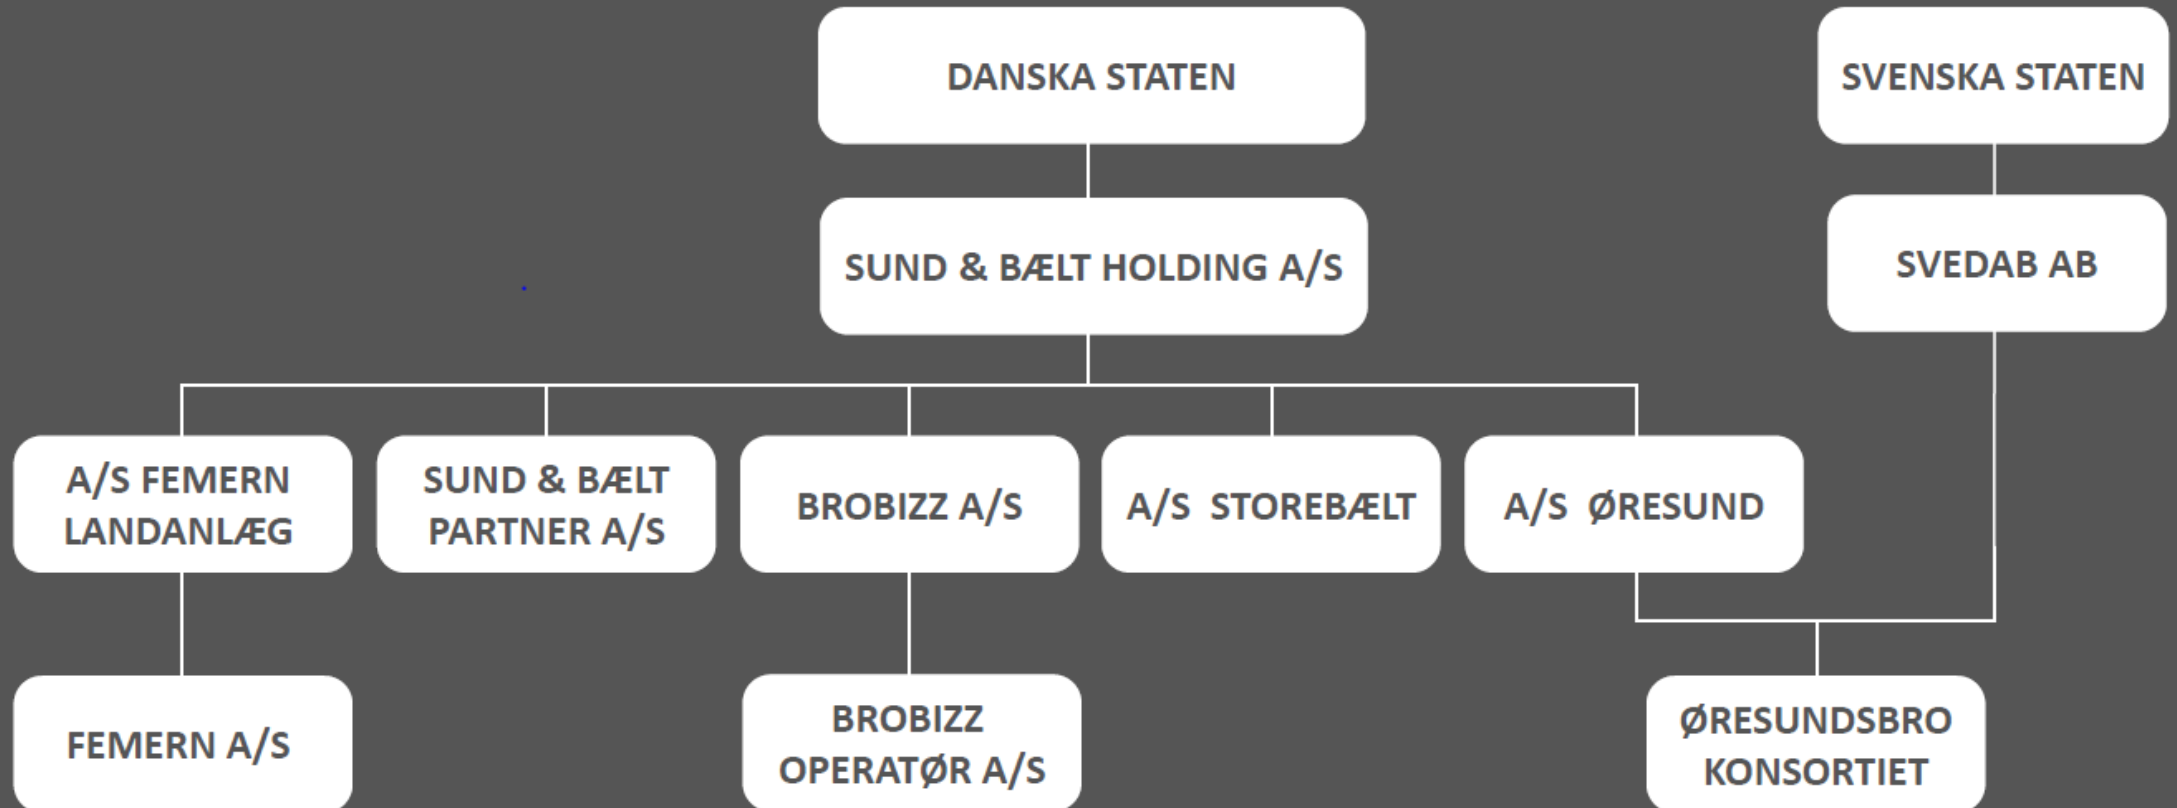 DANSKA STATEN
SVENSKA STATEN
SUND & BÆLT HOLDING A/S
SVEDAB AB
A/S FEMERN
LANDANLÆG
SUND & BÆLT
PARTNER A/S
BROBIZZ A/S
A/S STOREBÆLT
A/S ØRESUND
FEMERN A/S
BROBIZZ
OPERATØR A/S
ØRESUNDSBRO
KONSORTIET